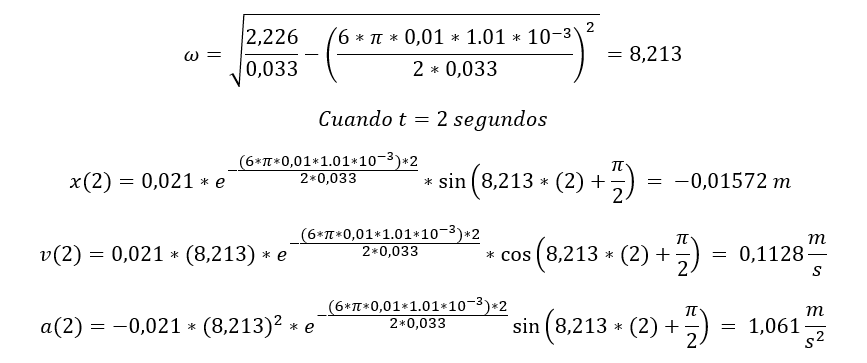 ω = √(2,226/0,033 − ((6 * π * 0,01 * 1.01 * 10⁻³)/(2 * 0,033))²) = 8,213
Cuando t = 2 segundos
x(2) = 0,021 * e^(−((6*π*0,01*1.01*10⁻³)*2)/(2*0,033)) * sin(8,213 * (2) + π/2) = −0,01572 m
v(2) = 0,021 * (8,213) * e^(−((6*π*0,01*1.01*10⁻³)*2)/(2*0,033)) * cos(8,213 * (2) + π/2) = 0,1128 m/s
a(2) = −0,021 * (8,213)² * e^(−((6*π*0,01*1.01*10⁻³)*2)/(2*0,033)) sin(8,213 * (2) + π/2) = 1,061 m/s²